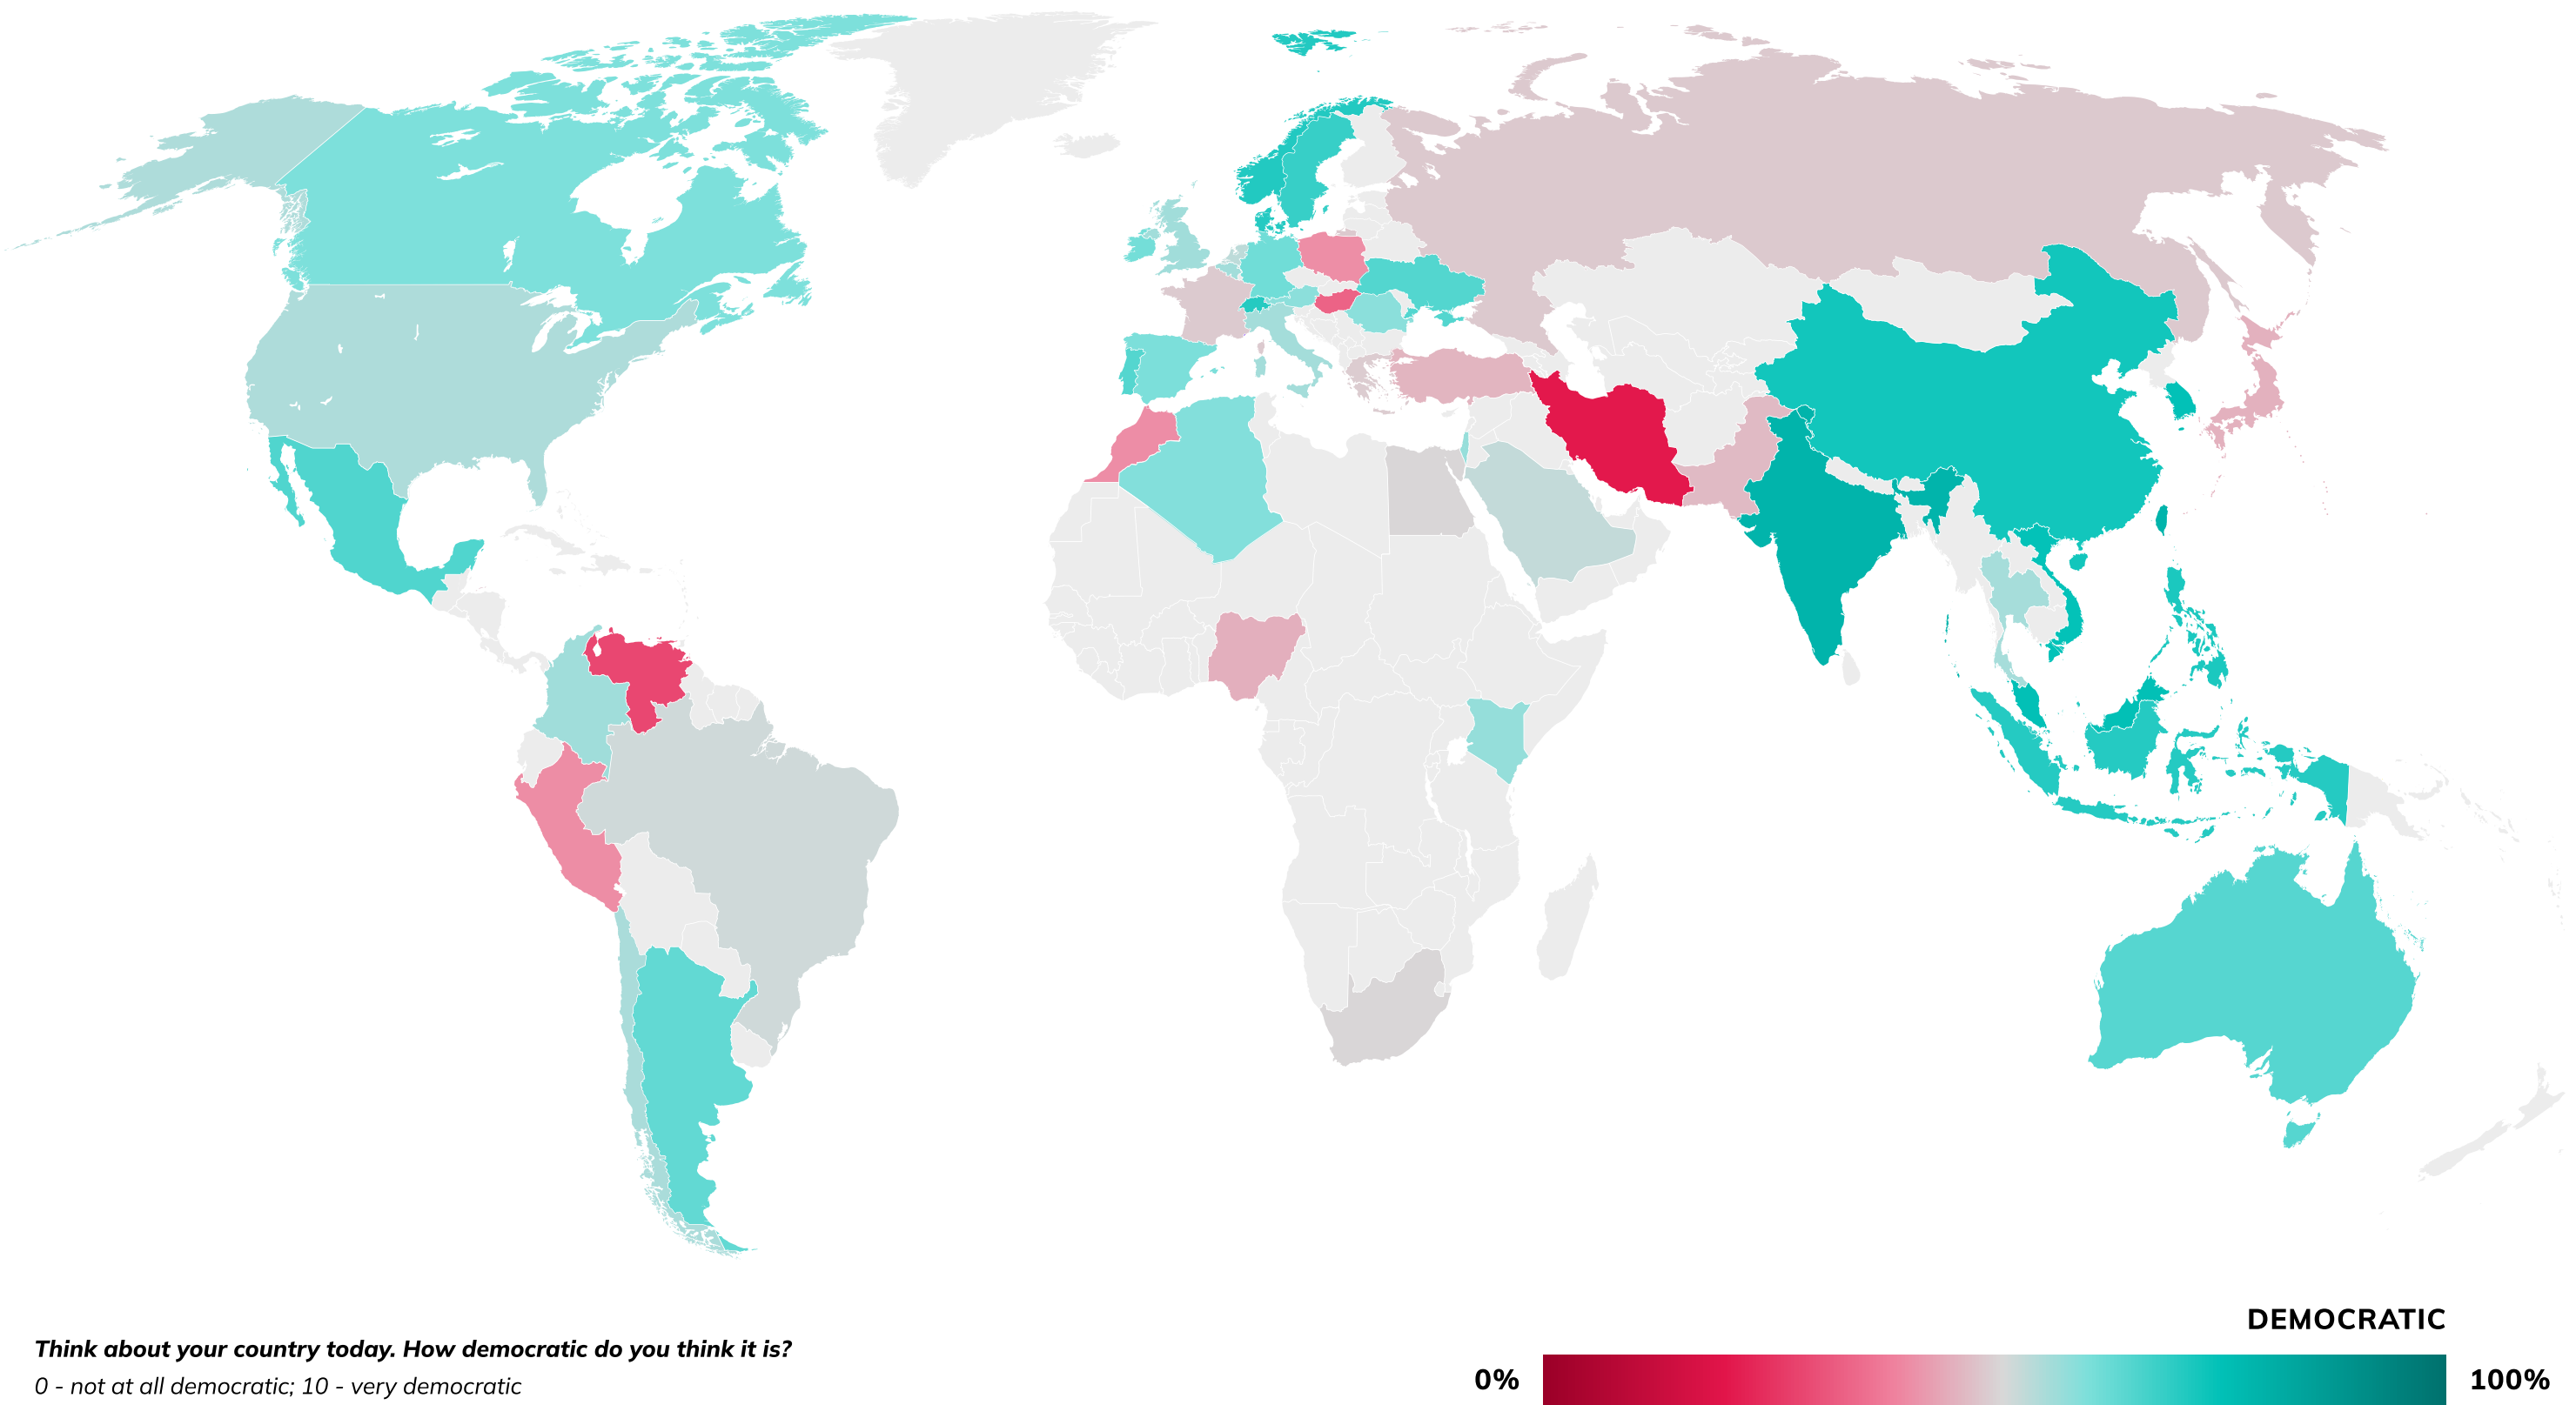 Think about your country today. How democratic do you think it is?
0 - not at all democratic; 10 - very democratic
DEMOCRATIC
0%
100%